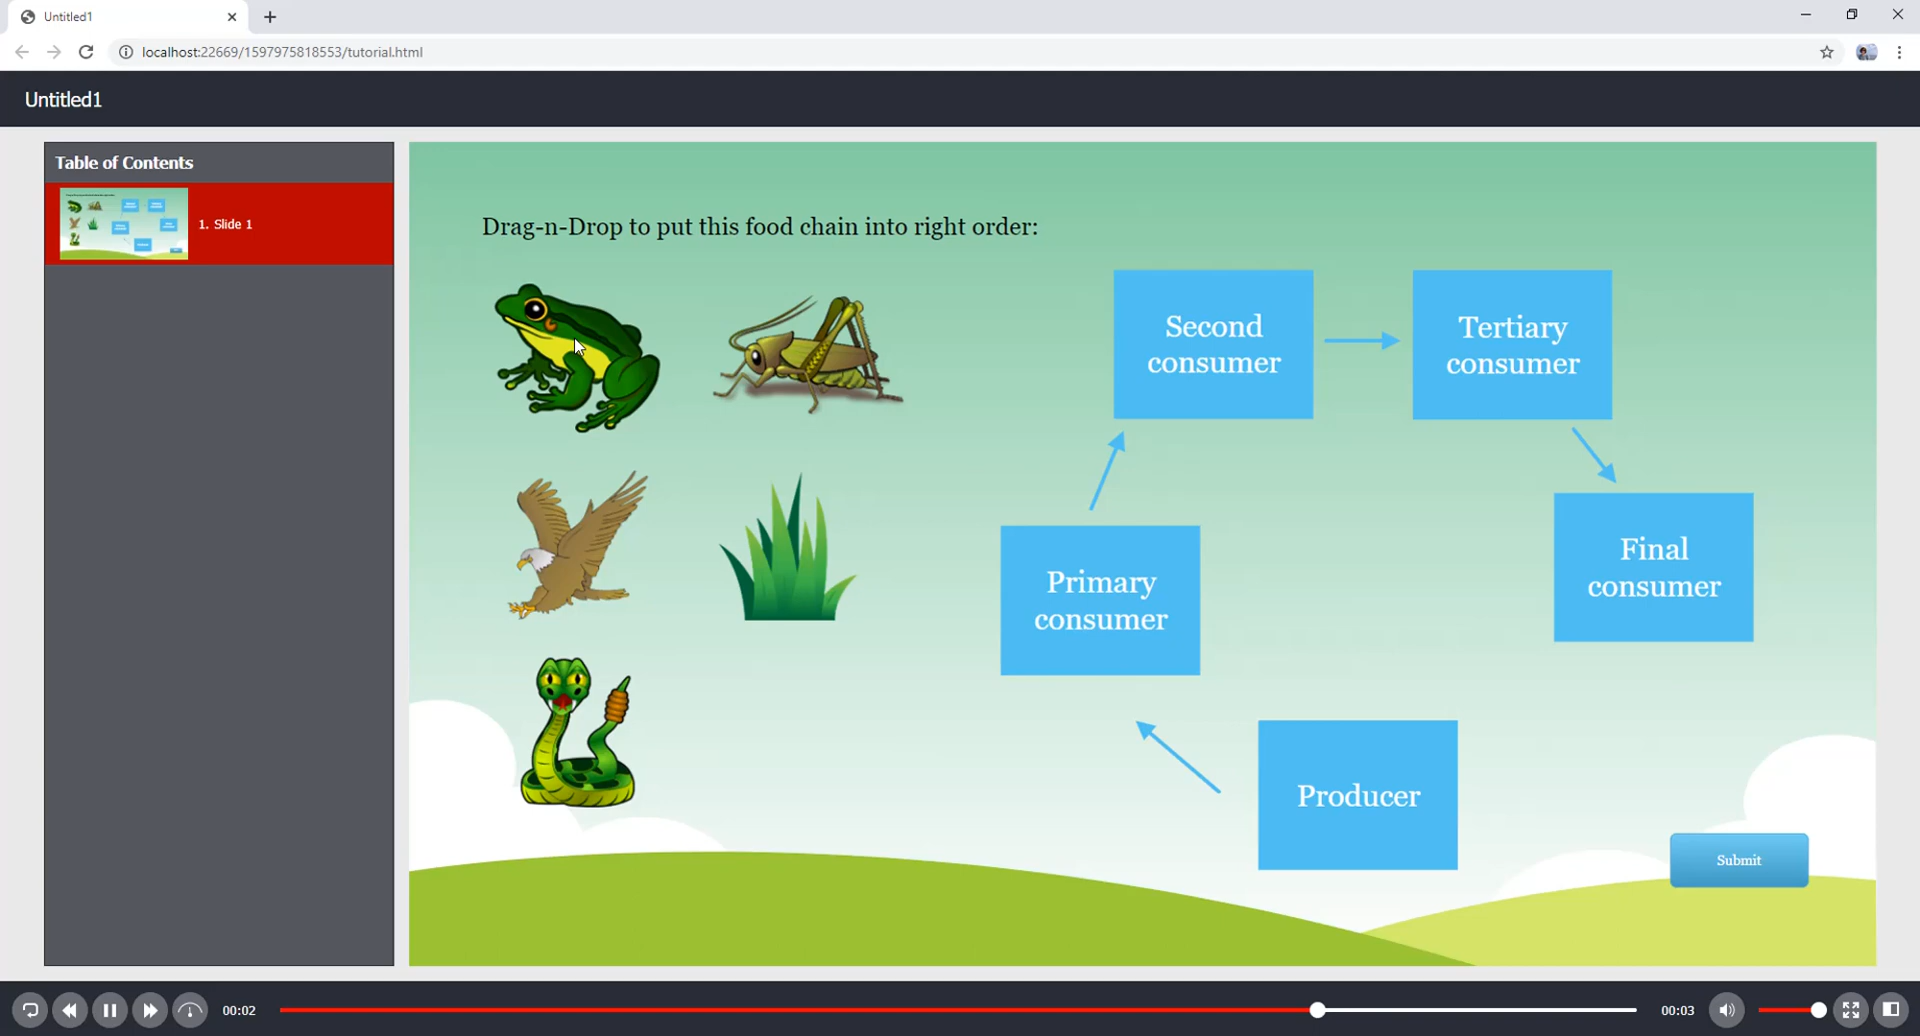 Untitled1
localhost:22669/1597975818553/tutorial.html
Untitled1
Table of Contents
1. Slide 1
Drag-n-Drop to put this food chain into right order:
Second
consumer
Tertiary
consumer
Primary
consumer
Final
consumer
Producer
Submit
00:02
00:03